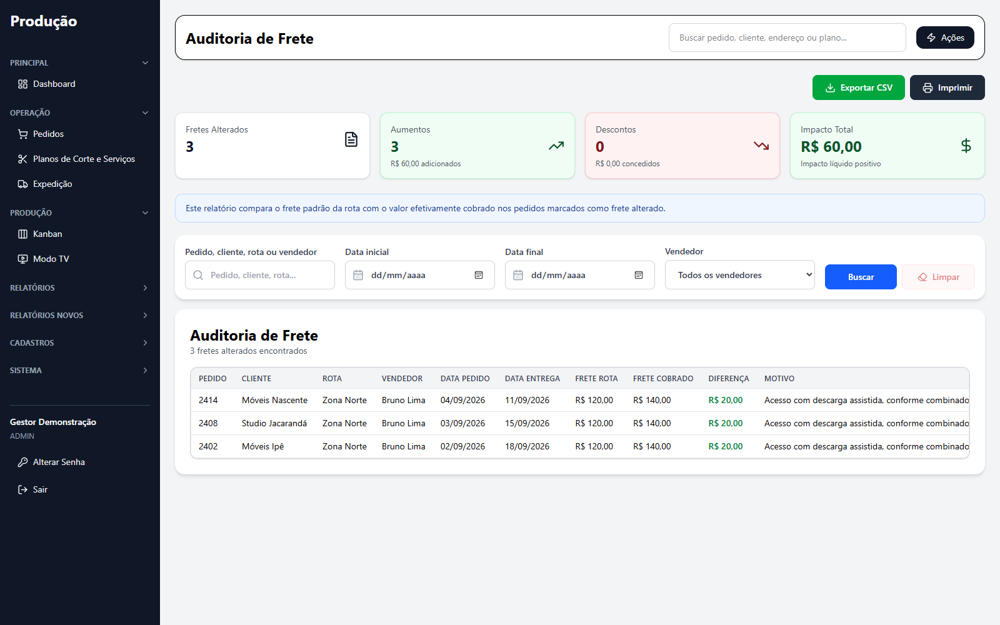 Produção
PRINCIPAL
Dashboard
OPERAÇÃO
Pedidos
Planos de Corte e Serviços
Expedição
PRODUÇÃO
Kanban
Modo TV
RELATÓRIOS
RELATÓRIOS NOVOS
CADASTROS
SISTEMA
Gestor Demonstração
ADMIN
Alterar Senha
Sair
Auditoria de Frete
Buscar pedido, cliente, endereço ou plano...
Ações
Exportar CSV
Imprimir
Fretes Alterados
3
Aumentos
3
R$ 60,00 adicionados
Descontos
0
R$ 0,00 concedidos
Impacto Total
R$ 60,00
Impacto líquido positivo
Este relatório compara o frete padrão da rota com o valor efetivamente cobrado nos pedidos marcados como frete alterado.
Pedido, cliente, rota ou vendedor
Pedido, cliente, rota...
Data inicial
dd/mm/aaaa
Data final
dd/mm/aaaa
Vendedor
Todos os vendedores
Buscar
Limpar
Auditoria de Frete
3 fretes alterados encontrados
PEDIDO CLIENTE ROTA VENDEDOR DATA PEDIDO DATA ENTREGA FRETE ROTA FRETE COBRADO DIFERENÇA MOTIVO
2414 Móveis Nascente Zona Norte Bruno Lima 04/09/2026 11/09/2026 R$ 120,00 R$ 140,00 R$ 20,00 Acesso com descarga assistida, conforme combinado
2408 Studio Jacarandá Zona Norte Bruno Lima 03/09/2026 15/09/2026 R$ 120,00 R$ 140,00 R$ 20,00 Acesso com descarga assistida, conforme combinado
2402 Móveis Ipê Zona Norte Bruno Lima 02/09/2026 18/09/2026 R$ 120,00 R$ 140,00 R$ 20,00 Acesso com descarga assistida, conforme combinado